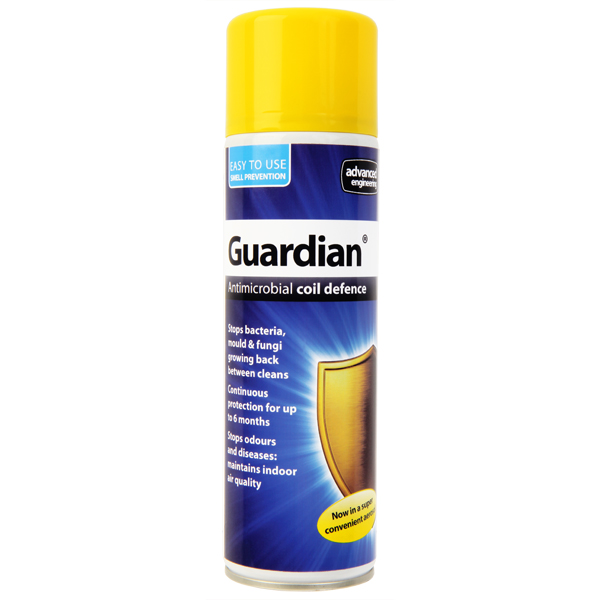 EASY TO USE
SMELL PREVENTION
advanced
engineering
Guardian®
Antimicrobial coil defence
Stops bacteria,
mould & fungi
growing back
between cleans
Continuous
protection for up
to 6 months
Stops odours
and diseases:
maintains indoor
air quality
Now in a super
convenient